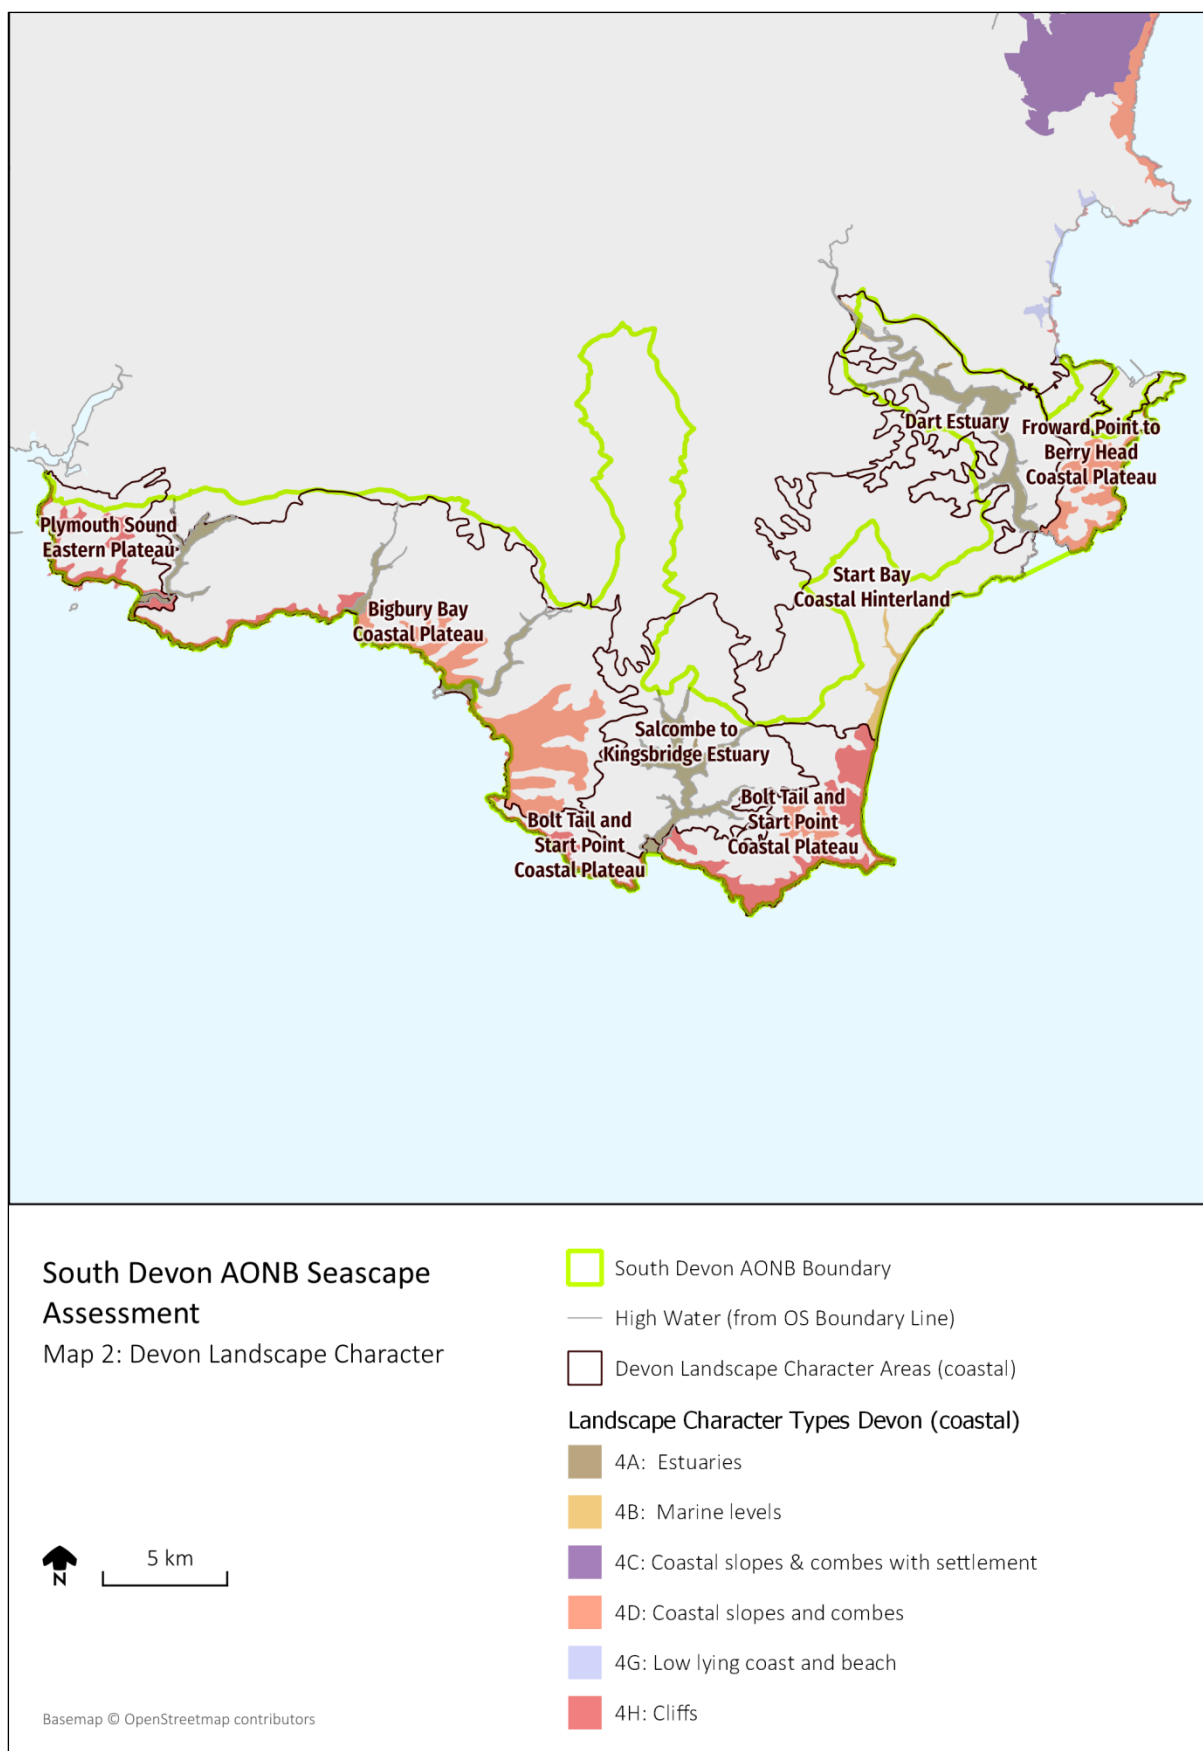 Dart Estuary
Froward Point to
Berry Head
Coastal Plateau
Plymouth Sound
Eastern Plateau
Start Bay
Coastal Hinterland
Bigbury Bay
Coastal Plateau
Salcombe to
Kingsbridge Estuary
Bolt Tail and
Start Point
Coastal Plateau
Bolt Tail and
Start Point
Coastal Plateau
South Devon AONB Seascape
Assessment
Map 2: Devon Landscape Character
N
5 km
Basemap © OpenStreetmap contributors
South Devon AONB Boundary
High Water (from OS Boundary Line)
Devon Landscape Character Areas (coastal)
Landscape Character Types Devon (coastal)
4A: Estuaries
4B: Marine levels
4C: Coastal slopes & combes with settlement
4D: Coastal slopes and combes
4G: Low lying coast and beach
4H: Cliffs